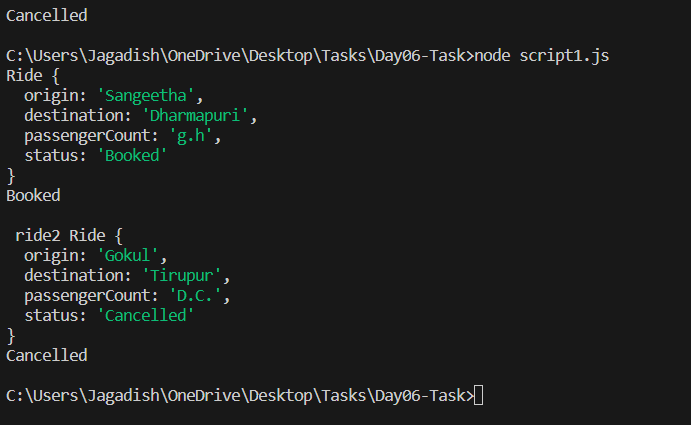 Cancelled
C:\Users\Jagadish\OneDrive\Desktop\Tasks\Day06-Task>node script1.js
Ride {
  origin: 'Sangeetha',
  destination: 'Dharmapuri',
  passengerCount: 'g.h',
  status: 'Booked'
}
Booked
 ride2 Ride {
  origin: 'Gokul',
  destination: 'Tirupur',
  passengerCount: 'D.C.',
  status: 'Cancelled'
}
Cancelled
C:\Users\Jagadish\OneDrive\Desktop\Tasks\Day06-Task>